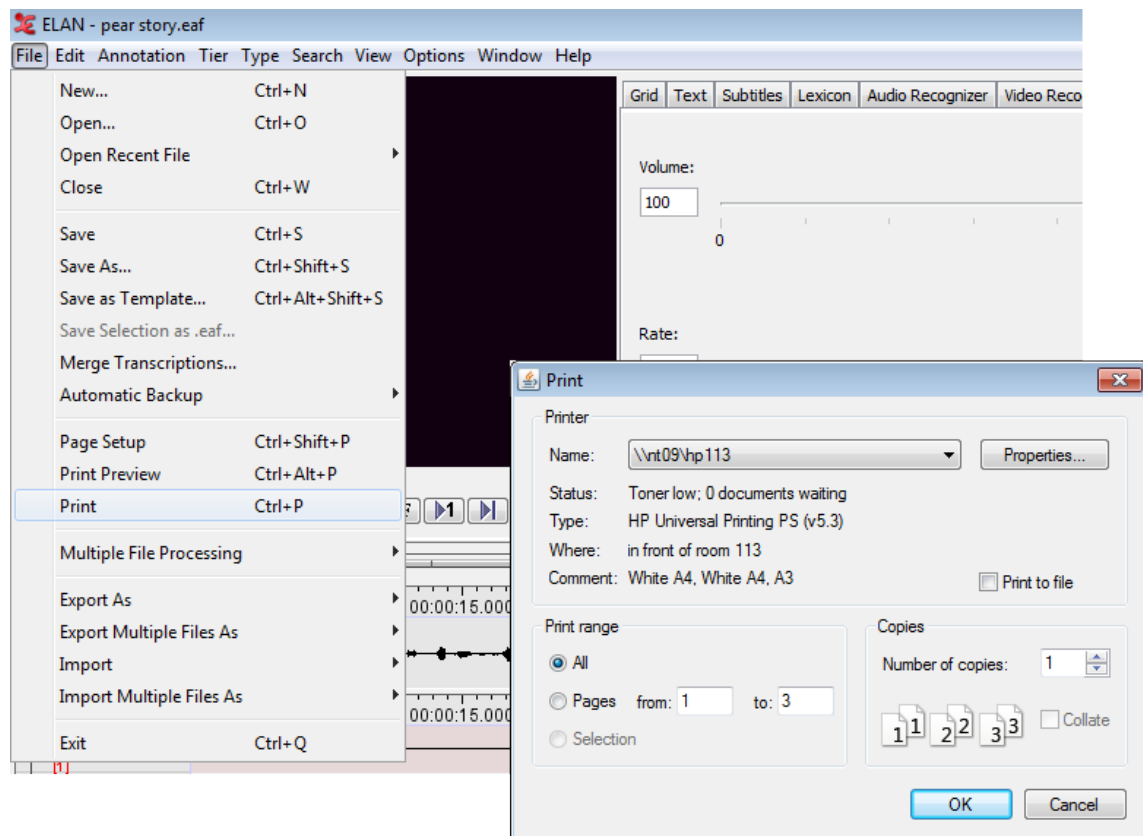 ELAN - pear story.eaf
File Edit Annotation Tier Type Search View Options Window Help
New... Ctrl+N
Open... Ctrl+O
Open Recent File
Close Ctrl+W
Save Ctrl+S
Save As... Ctrl+Shift+S
Save as Template... Ctrl+Alt+Shift+S
Save Selection as .eaf...
Merge Transcriptions...
Automatic Backup
Page Setup Ctrl+Shift+P
Print Preview Ctrl+Alt+P
Print Ctrl+P
Multiple File Processing
Export As
Export Multiple Files As
Import
Import Multiple Files As
Exit Ctrl+Q
[1]
Grid Text Subtitles Lexicon Audio Recognizer Video Reco
Volume:
100
0
Rate:
1
00:00:15.000
00:00:15.000
Print
Printer
Name: \\nt09\hp113 Properties...
Status: Toner low; 0 documents waiting
Type: HP Universal Printing PS (v5.3)
Where: in front of room 113
Comment: White A4, White A4, A3 Print to file
Print range
All
Pages from: 1 to: 3
Selection
Copies
Number of copies: 1
1 1 2 2 3 3 Collate
OK Cancel